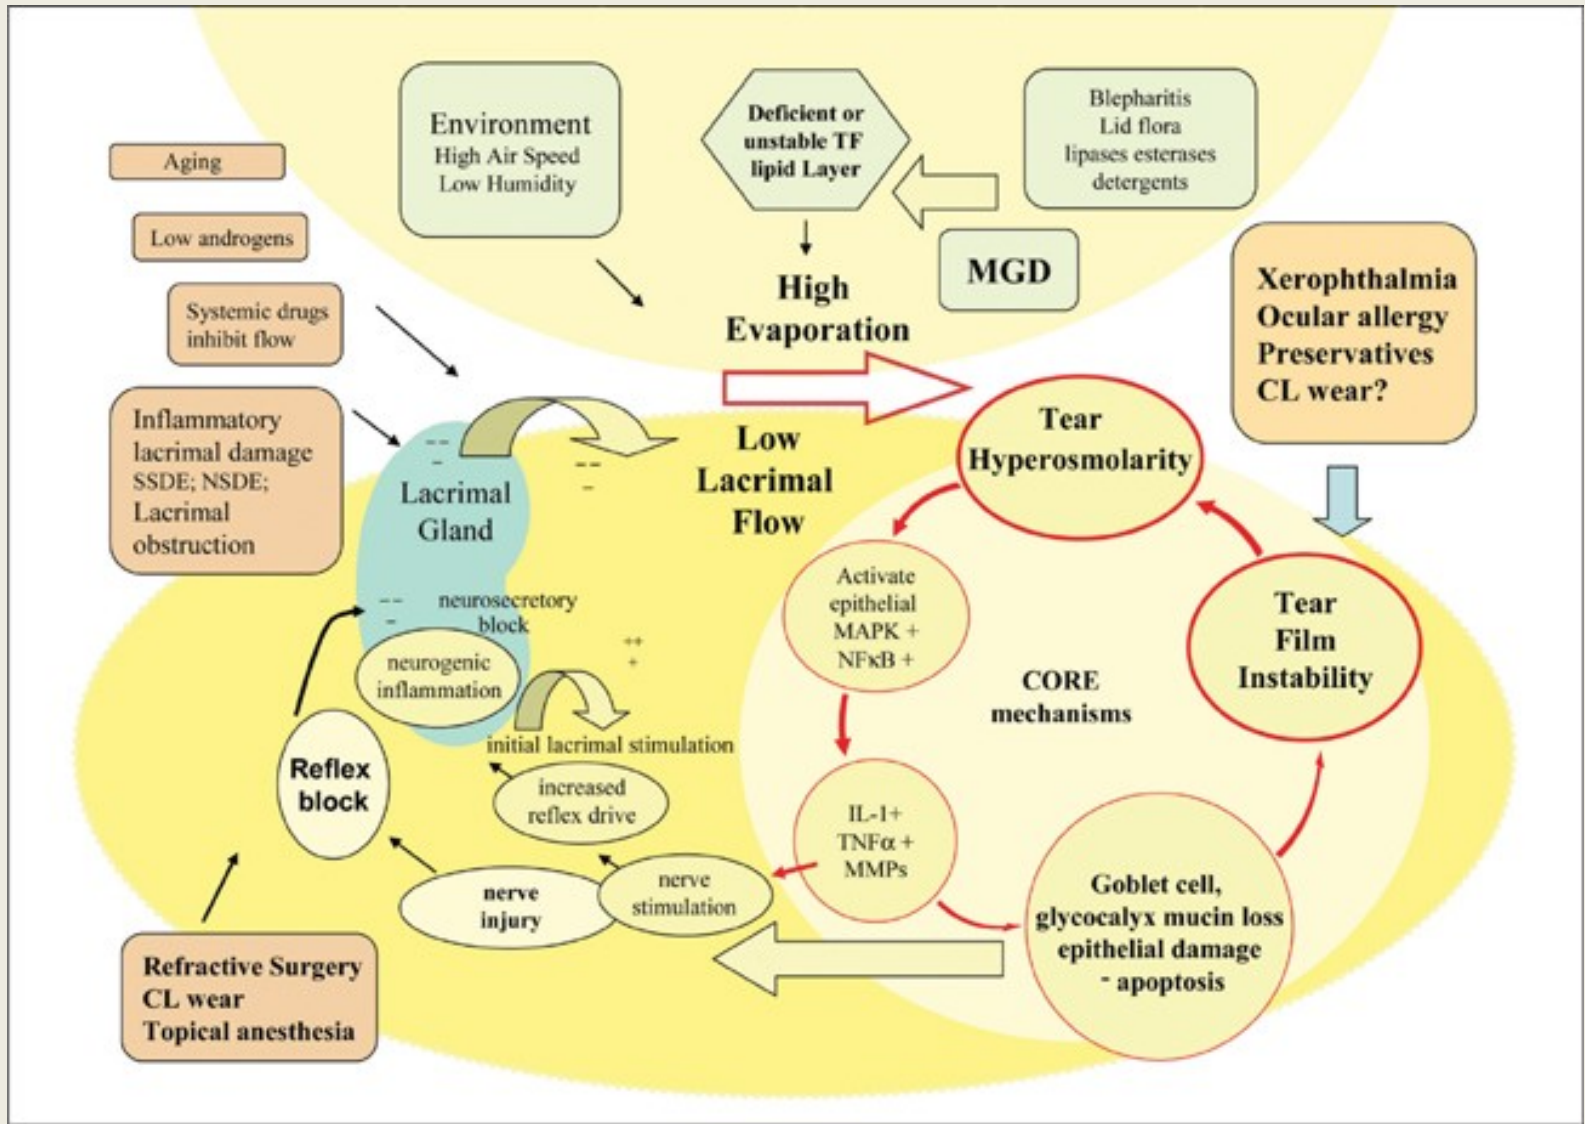 Environment
High Air Speed
Low Humidity
Deficient or
unstable TF
lipid Layer
Blepharitis
Lid flora
lipases esterases
detergents
MGD
High
Evaporation
Aging
Low androgens
Systemic drugs
inhibit flow
Inflammatory
lacrimal damage
SSDE; NSDE;
Lacrimal
obstruction
-- 
-
Lacrimal
Gland
--
-
Low
Lacrimal
Flow
Tear
Hyperosmolarity
Xerophthalmia
Ocular allergy
Preservatives
CL wear?
Activate
epithelial
MAPK +
NFκB +
CORE
mechanisms
Tear
Film
Instability
--
-
neurosecretory
block
neurogenic
inflammation
++
+
initial lacrimal stimulation
increased
reflex drive
Reflex
block
nerve
injury
nerve
stimulation
IL-1+
TNFα +
MMPs
Goblet cell,
glycocalyx mucin loss
epithelial damage
- apoptosis
Refractive Surgery
CL wear
Topical anesthesia